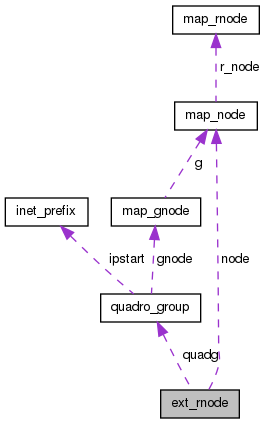 map_rnode
r_node
map_node
g
inet_prefix
map_gnode
ipstart
gnode
node
quadro_group
quadg
ext_rnode